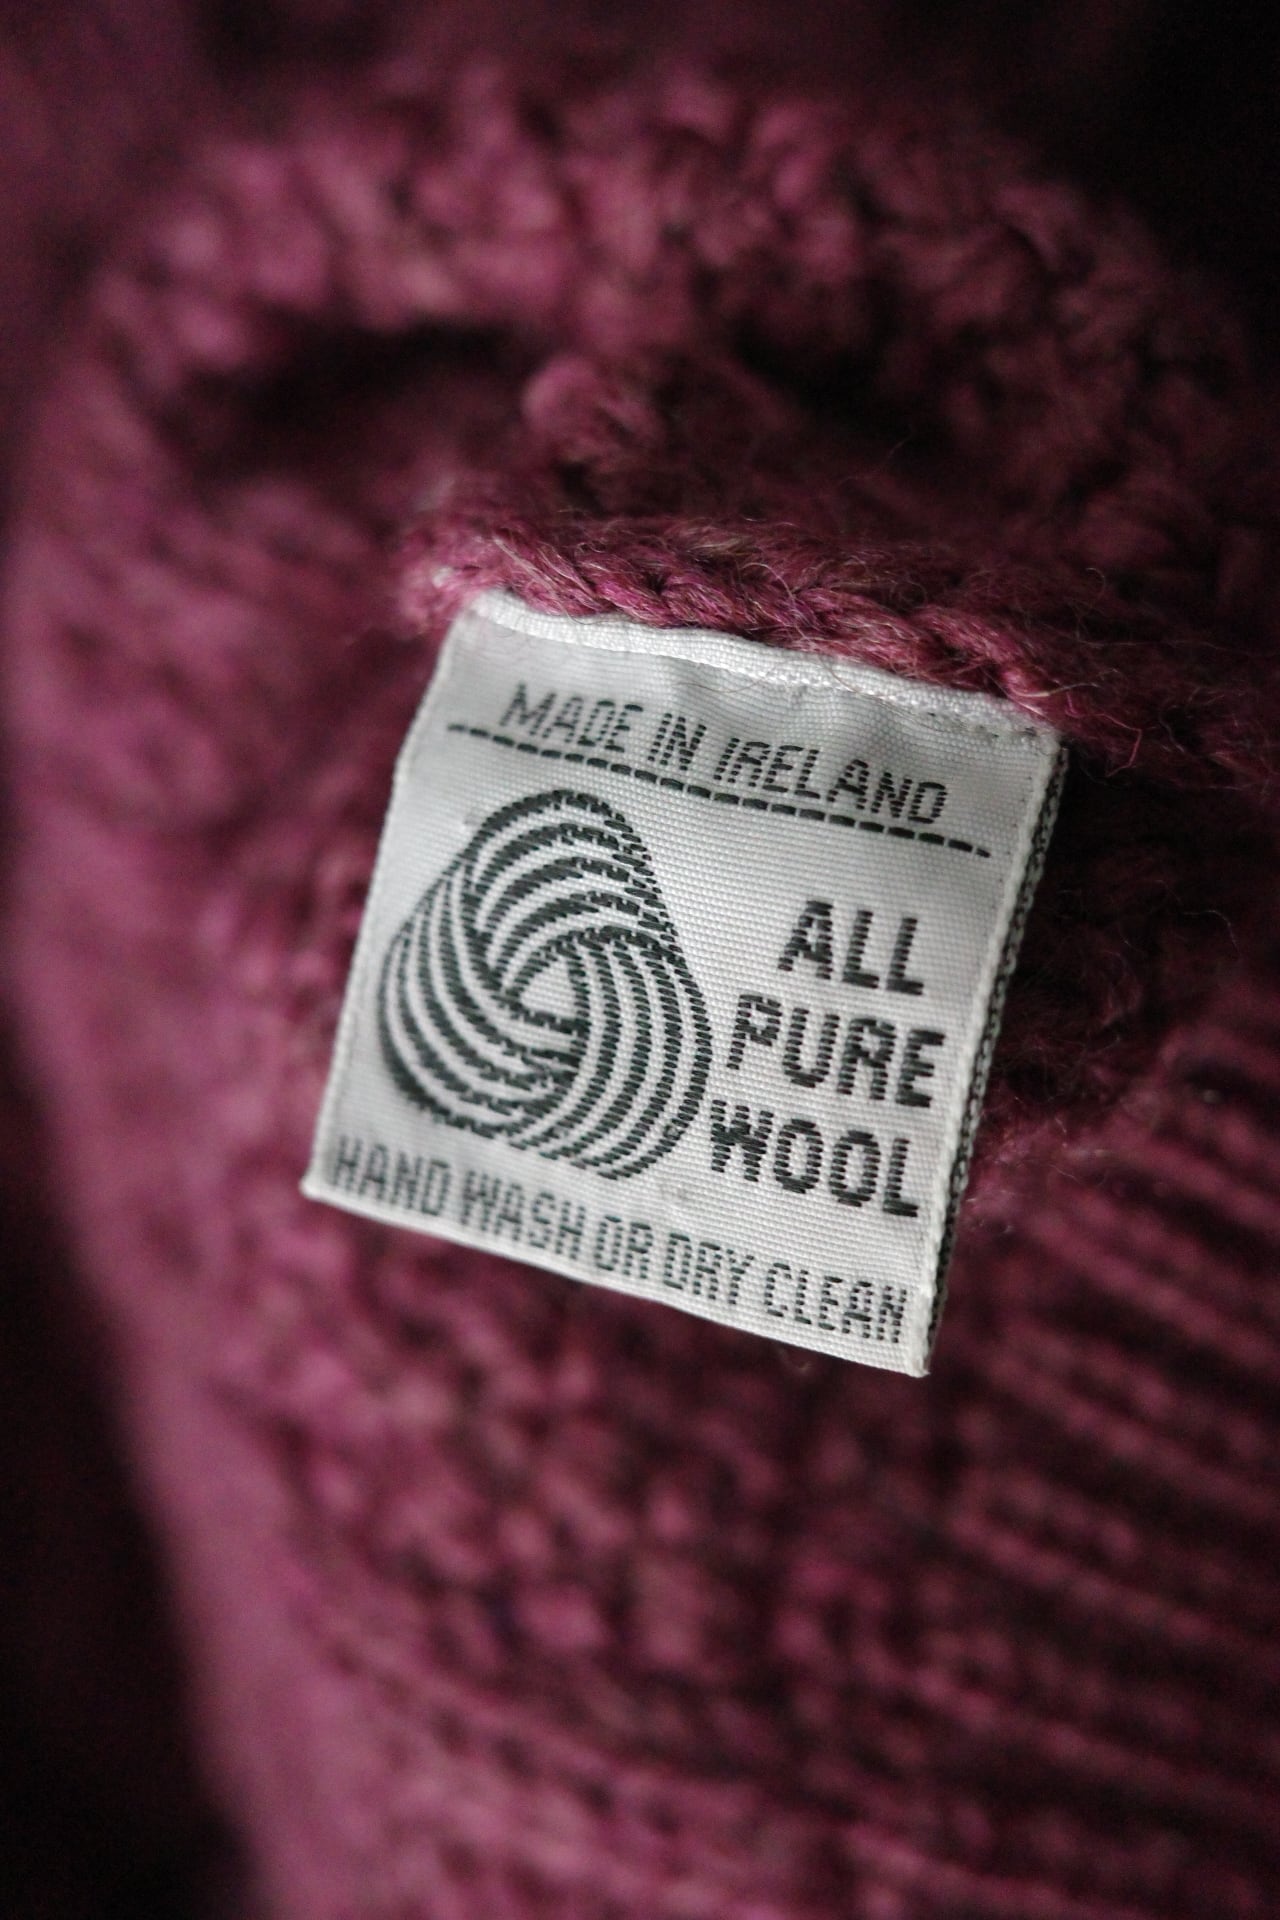 MADE IN IRELAND
ALL
PURE
WOOL
HAND WASH OR DRY CLEAN